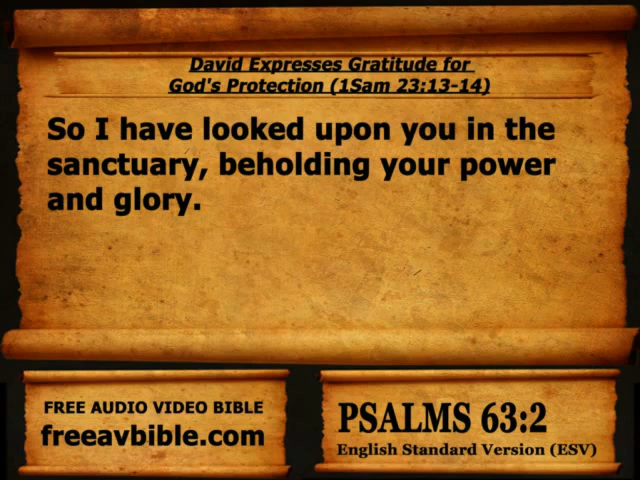 David Expresses Gratitude for
God's Protection (1Sam 23:13-14)
So I have looked upon you in the
sanctuary, beholding your power
and glory.
FREE AUDIO VIDEO BIBLE
freeavbible.com
PSALMS 63:2
English Standard Version (ESV)